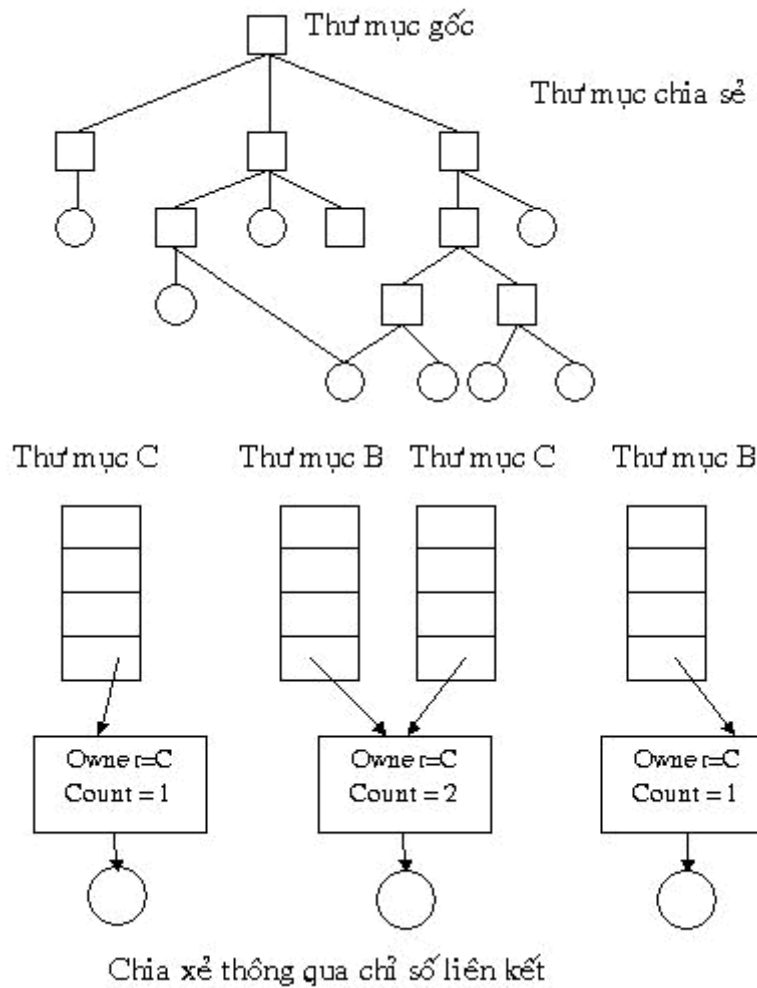 Thư mục gốc
Thư mục chia sẻ
Thư mục C
Thư mục B
Thư mục C
Thư mục B
Owner=C
Count = 1
Owner=C
Count = 2
Owner=C
Count = 1
Chia xẻ thông qua chỉ số liên kết